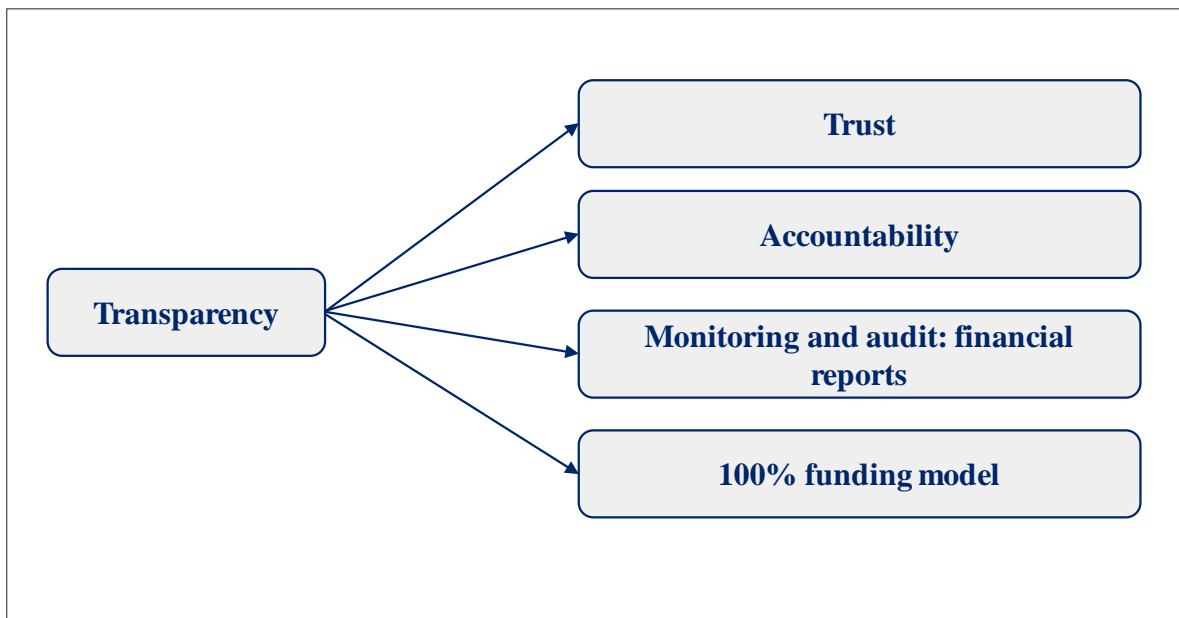 Trust
Accountability
Transparency
Monitoring and audit: financial
reports
100% funding model